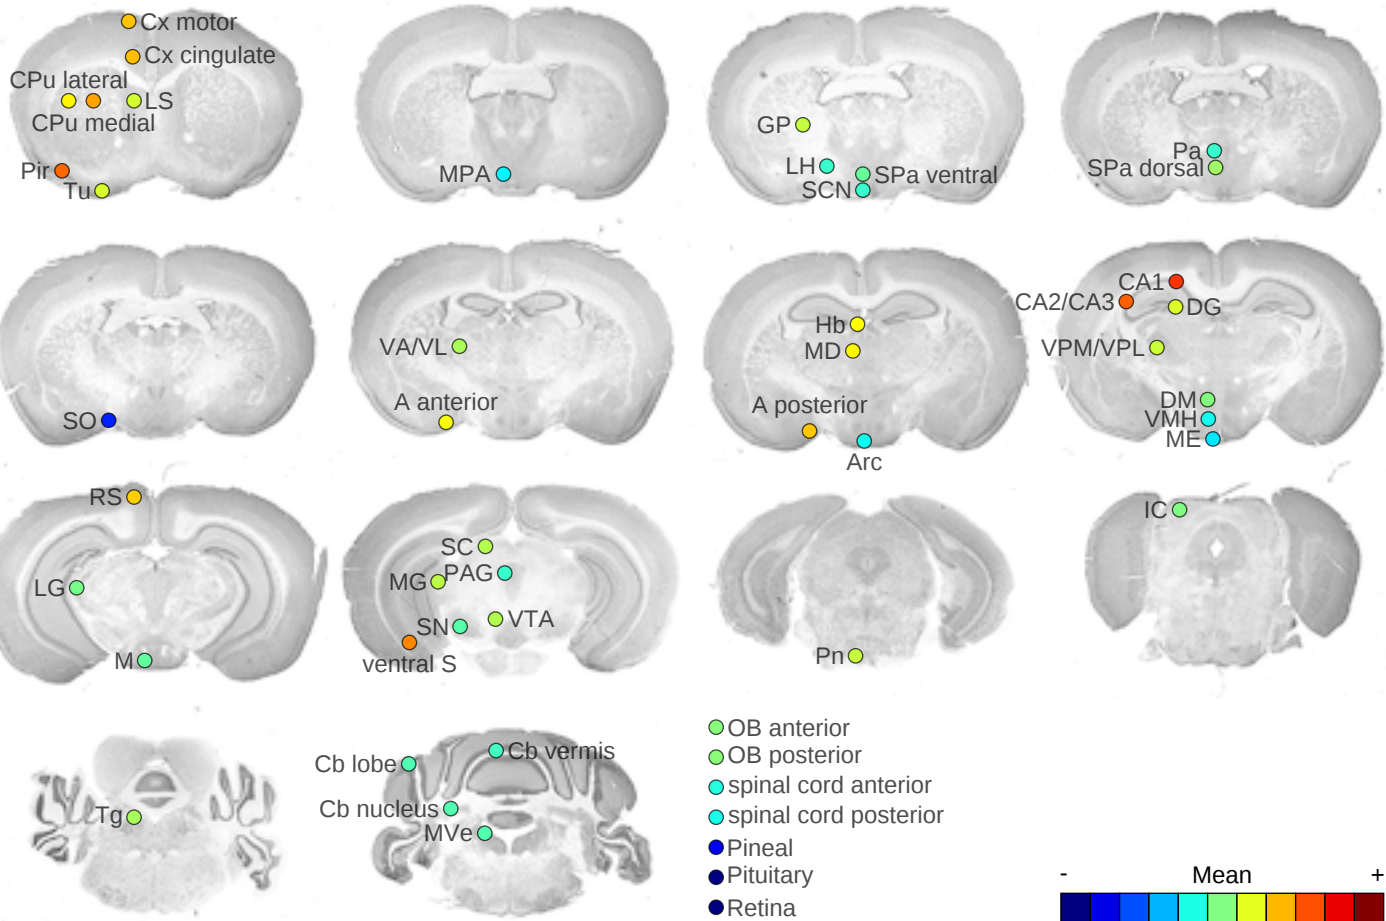 Cx motor
Cx cingulate
CPu lateral
LS
CPu medial
Pir
Tu
MPA
GP
LH
SPa ventral
SCN
Pa
SPa dorsal
SO
VA/VL
A anterior
Hb
MD
A posterior
Arc
CA1
CA2/CA3
DG
VPM/VPL
DM
VMH
ME
RS
LG
M
SC
PAG
MG
VTA
SN
ventral S
Pn
IC
Tg
Cb vermis
Cb lobe
Cb nucleus
MVe
OB anterior
OB posterior
spinal cord anterior
spinal cord posterior
Pineal
Pituitary
Retina
- Mean +